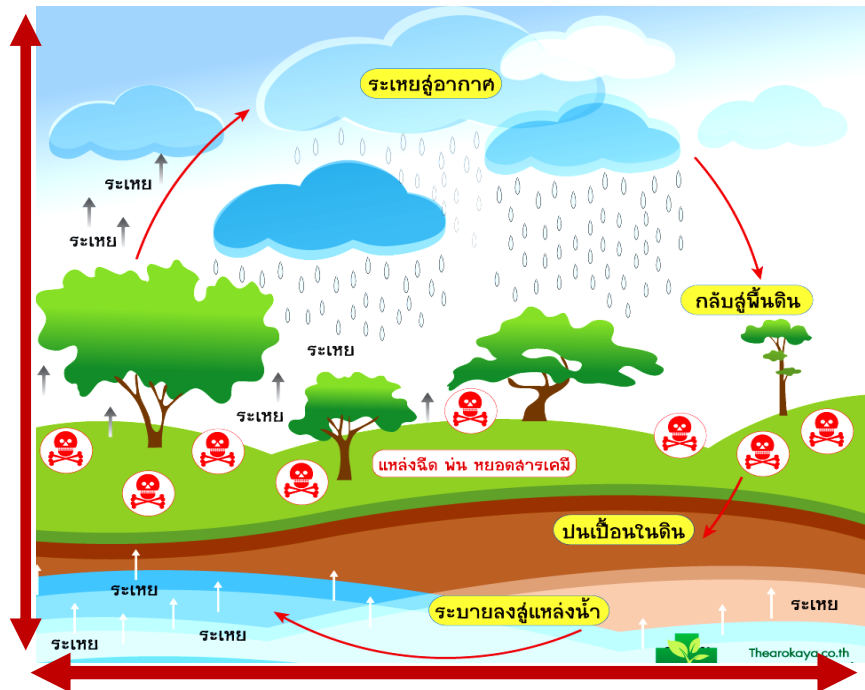 ระเหยสู่อากาศ
ระเหย
ระเหย
กลับสู่พื้นดิน
ระเหย
ระเหย
แหล่งฉีด พ่น หยอดสารเคมี
ปนเปื้อนในดิน
ระเหย
ระบายลงสู่แหล่งน้ำ
ระเหย
ระเหย
ระเหย
Thearokaya.co.th